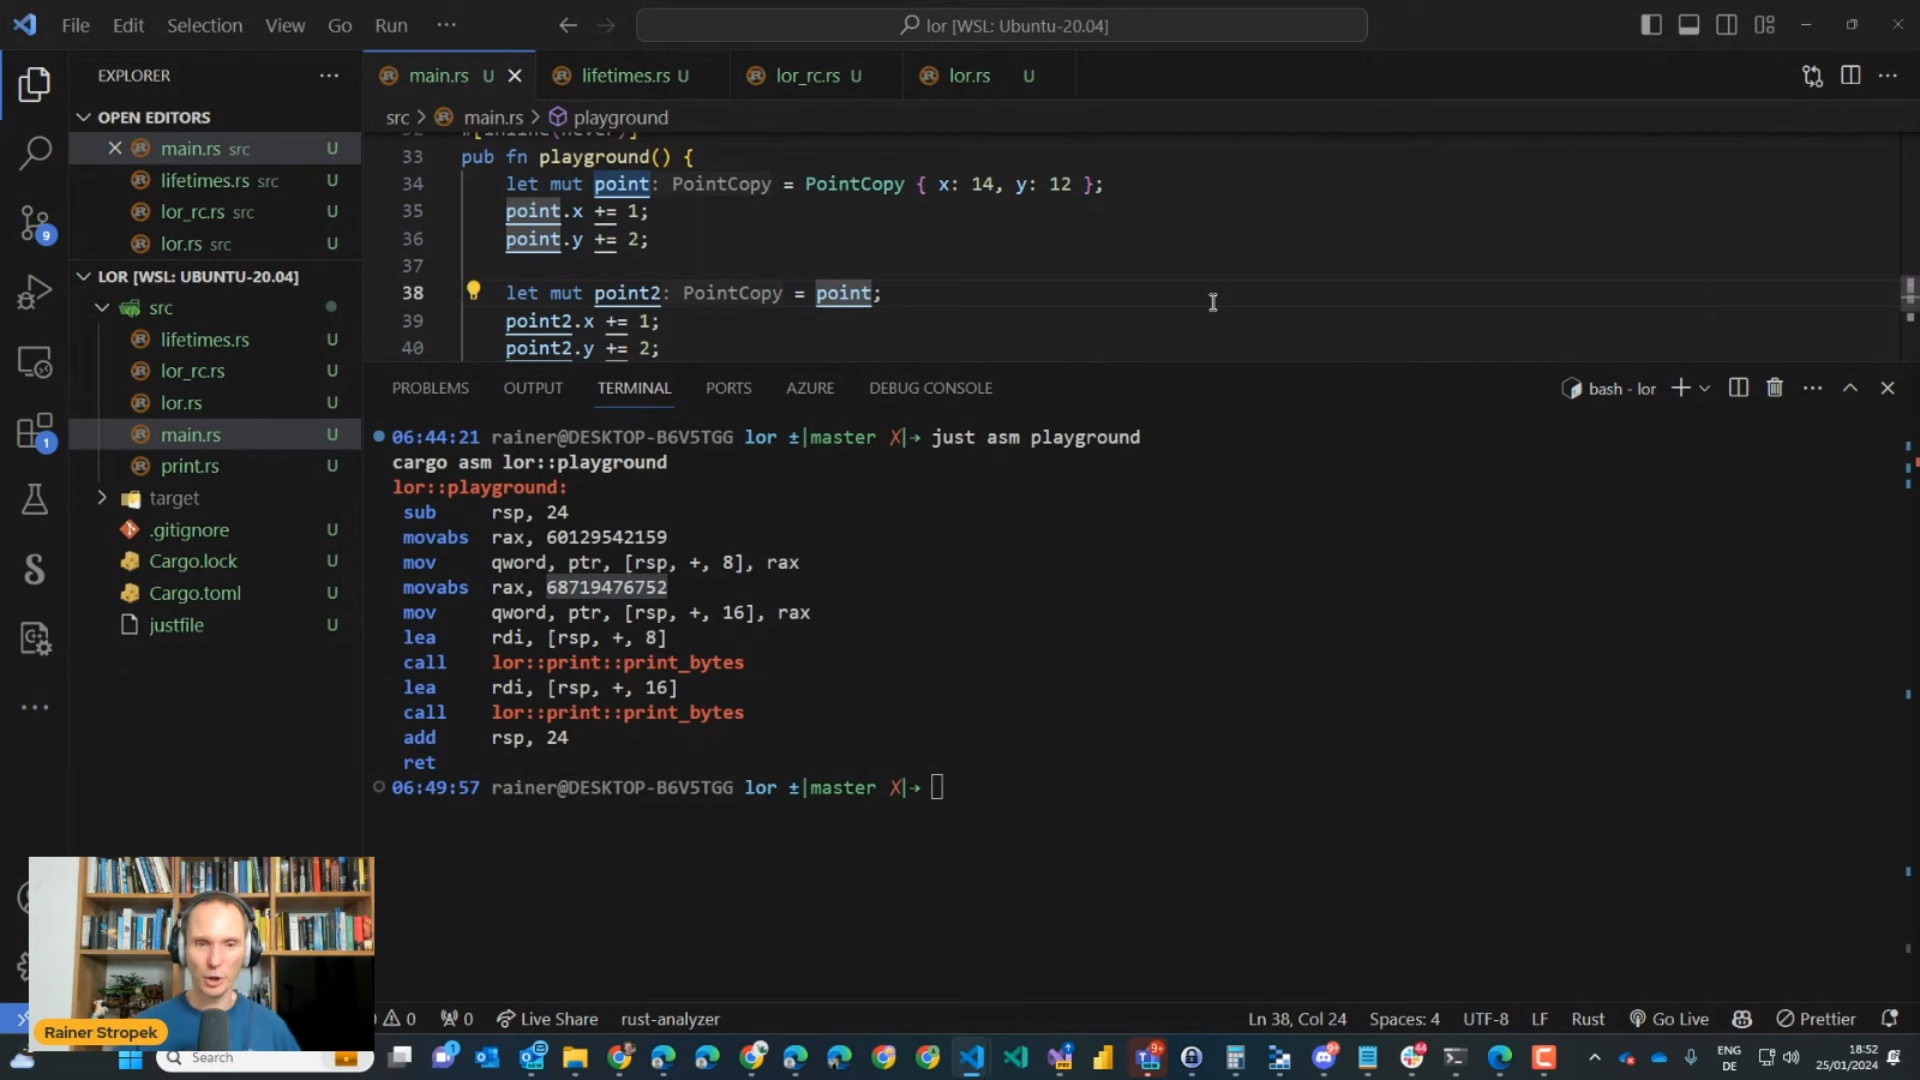 File Edit Selection View Go Run ···
lor [WSL: Ubuntu-20.04]
EXPLORER
OPEN EDITORS
main.rs src U
lifetimes.rs src U
lor_rc.rs src U
lor.rs src U
LOR [WSL: UBUNTU-20.04]
src
lifetimes.rs U
lor_rc.rs U
lor.rs U
main.rs U
print.rs U
target
.gitignore U
Cargo.lock U
Cargo.toml U
justfile U
9
1
main.rs U
lifetimes.rs U
lor_rc.rs U
lor.rs U
src > main.rs > playground
32 #[inline(never)]
33 pub fn playground() {
34 let mut point: PointCopy = PointCopy { x: 14, y: 12 };
35 point.x += 1;
36 point.y += 2;
37
38 let mut point2: PointCopy = point;
39 point2.x += 1;
40 point2.y += 2;
PROBLEMS OUTPUT TERMINAL PORTS AZURE DEBUG CONSOLE
bash - lor
06:44:21 rainer@DESKTOP-B6V5TGG lor ±|master ✗|→ just asm playground
cargo asm lor::playground
lor::playground:
sub rsp, 24
movabs rax, 60129542159
mov qword, ptr, [rsp, +, 8], rax
movabs rax, 68719476752
mov qword, ptr, [rsp, +, 16], rax
lea rdi, [rsp, +, 8]
call lor::print::print_bytes
lea rdi, [rsp, +, 16]
call lor::print::print_bytes
add rsp, 24
ret
06:49:57 rainer@DESKTOP-B6V5TGG lor ±|master ✗|→
Rainer Stropek
0 0 Live Share rust-analyzer
Ln 38, Col 24 Spaces: 4 UTF-8 LF Rust Go Live Prettier
Search
ENG
DE
18:52
25/01/2024